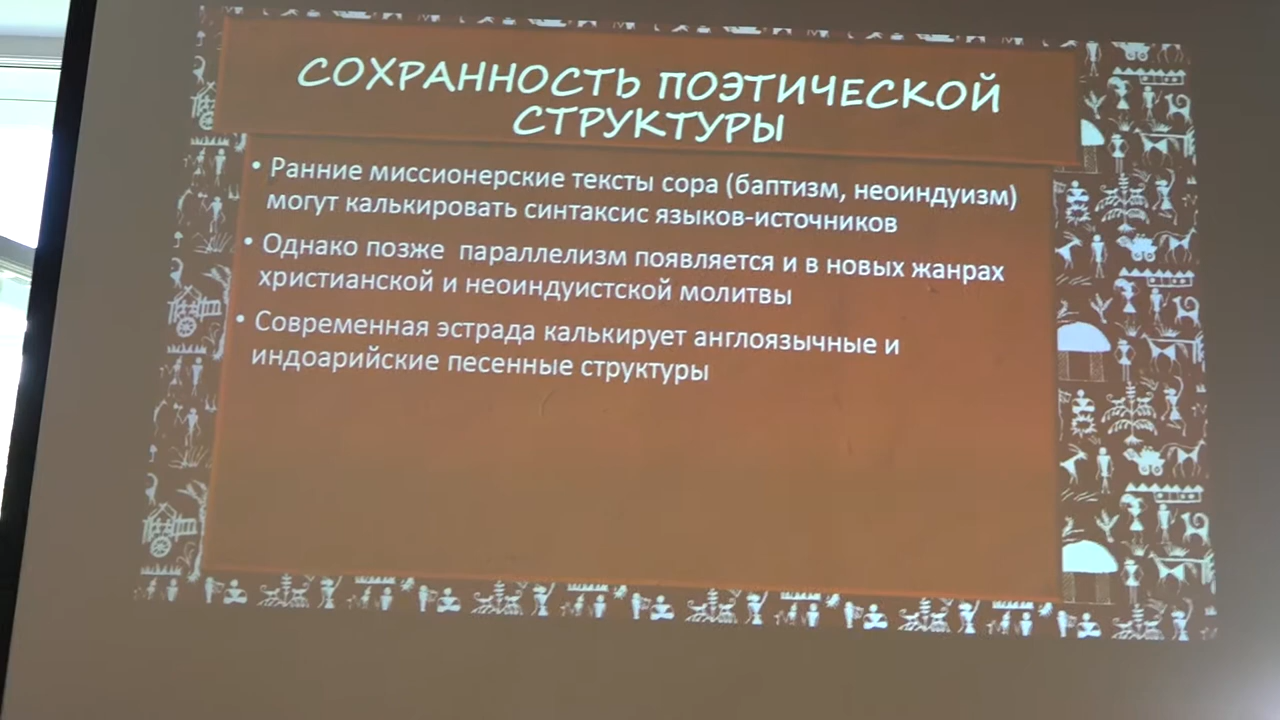 СОХРАННОСТЬ ПОЭТИЧЕСКОЙ
СТРУКТУРЫ
• Ранние миссионерские тексты сора (баптизм, неоиндуизм)
могут калькировать синтаксис языков-источников
• Однако позже параллелизм появляется и в новых жанрах
христианской и неоиндуистской молитвы
• Современная эстрада калькирует англоязычные и
индоарийские песенные структуры